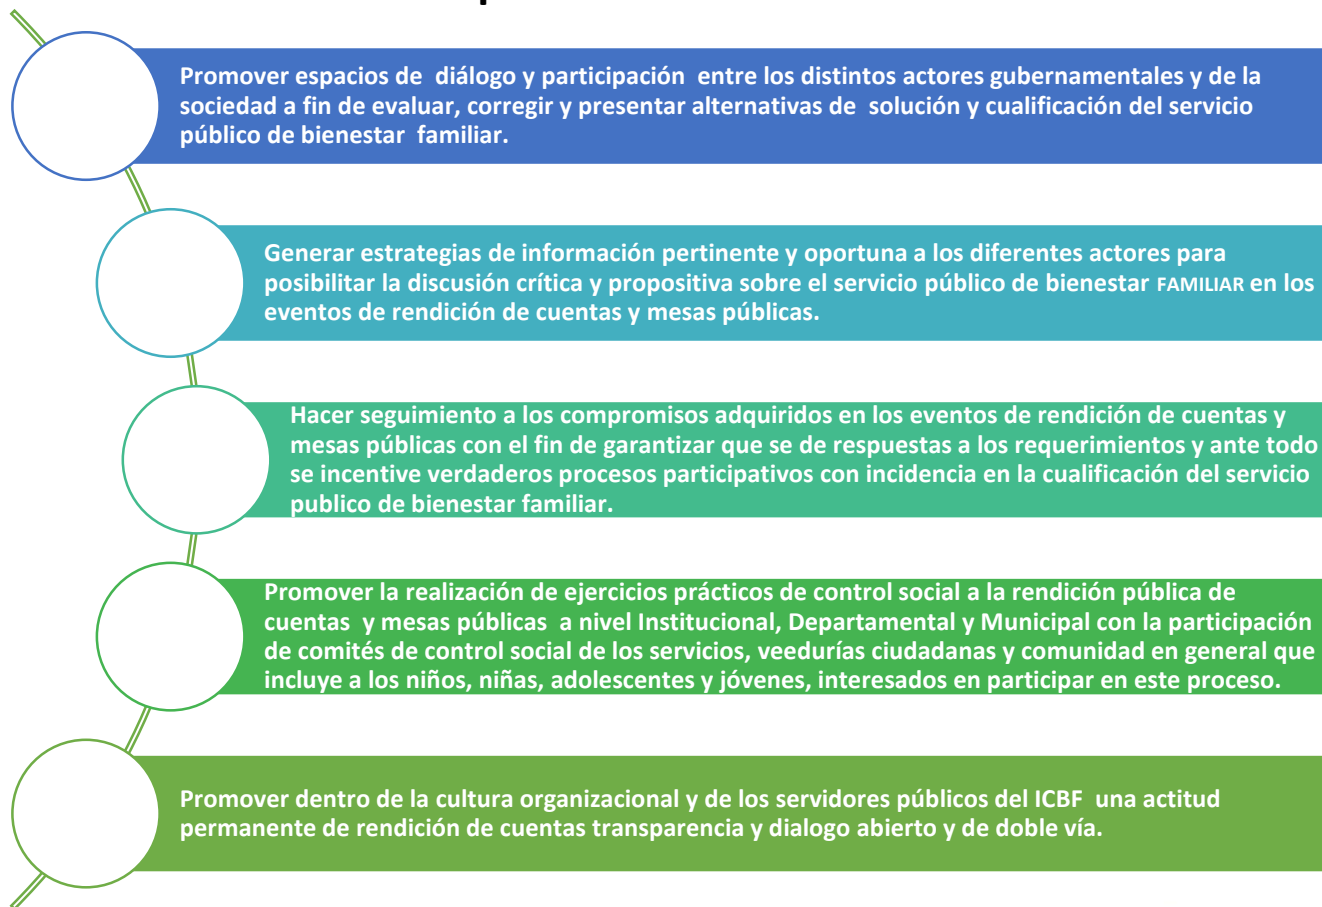 Promover espacios de diálogo y participación entre los distintos actores gubernamentales y de la
sociedad a fin de evaluar, corregir y presentar alternativas de solución y cualificación del servicio
público de bienestar familiar.
Generar estrategias de información pertinente y oportuna a los diferentes actores para
posibilitar la discusión crítica y propositiva sobre el servicio público de bienestar FAMILIAR en los
eventos de rendición de cuentas y mesas públicas.
Hacer seguimiento a los compromisos adquiridos en los eventos de rendición de cuentas y
mesas públicas con el fin de garantizar que se de respuestas a los requerimientos y ante todo
se incentive verdaderos procesos participativos con incidencia en la cualificación del servicio
publico de bienestar familiar.
Promover la realización de ejercicios prácticos de control social a la rendición pública de
cuentas y mesas públicas a nivel Institucional, Departamental y Municipal con la participación
de comités de control social de los servicios, veedurías ciudadanas y comunidad en general que
incluye a los niños, niñas, adolescentes y jóvenes, interesados en participar en este proceso.
Promover dentro de la cultura organizacional y de los servidores públicos del ICBF una actitud
permanente de rendición de cuentas transparencia y dialogo abierto y de doble vía.